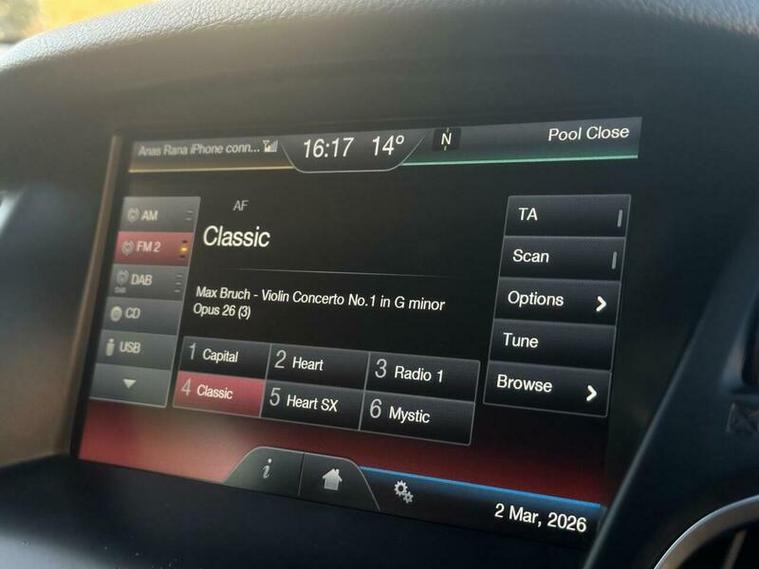 Anas Rana iPhone conn...
16:17 14°
N
Pool Close
AM
FM 2
DAB
CD
USB
AF
Classic
Max Bruch - Violin Concerto No.1 in G minor
Opus 26 (3)
1 Capital
2 Heart
3 Radio 1
4 Classic
5 Heart SX
6 Mystic
TA
Scan
Options
Tune
Browse
i
2 Mar, 2026